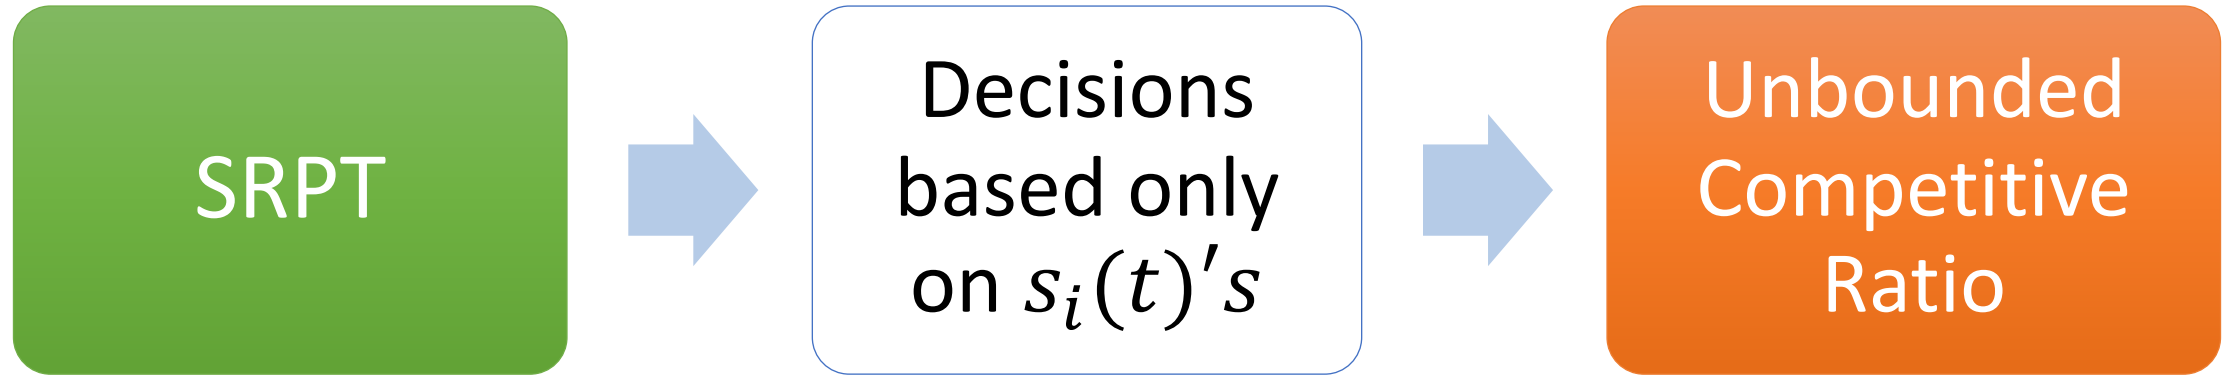 SRPT
Decisions
based only
on s_i(t)'s
Unbounded
Competitive
Ratio